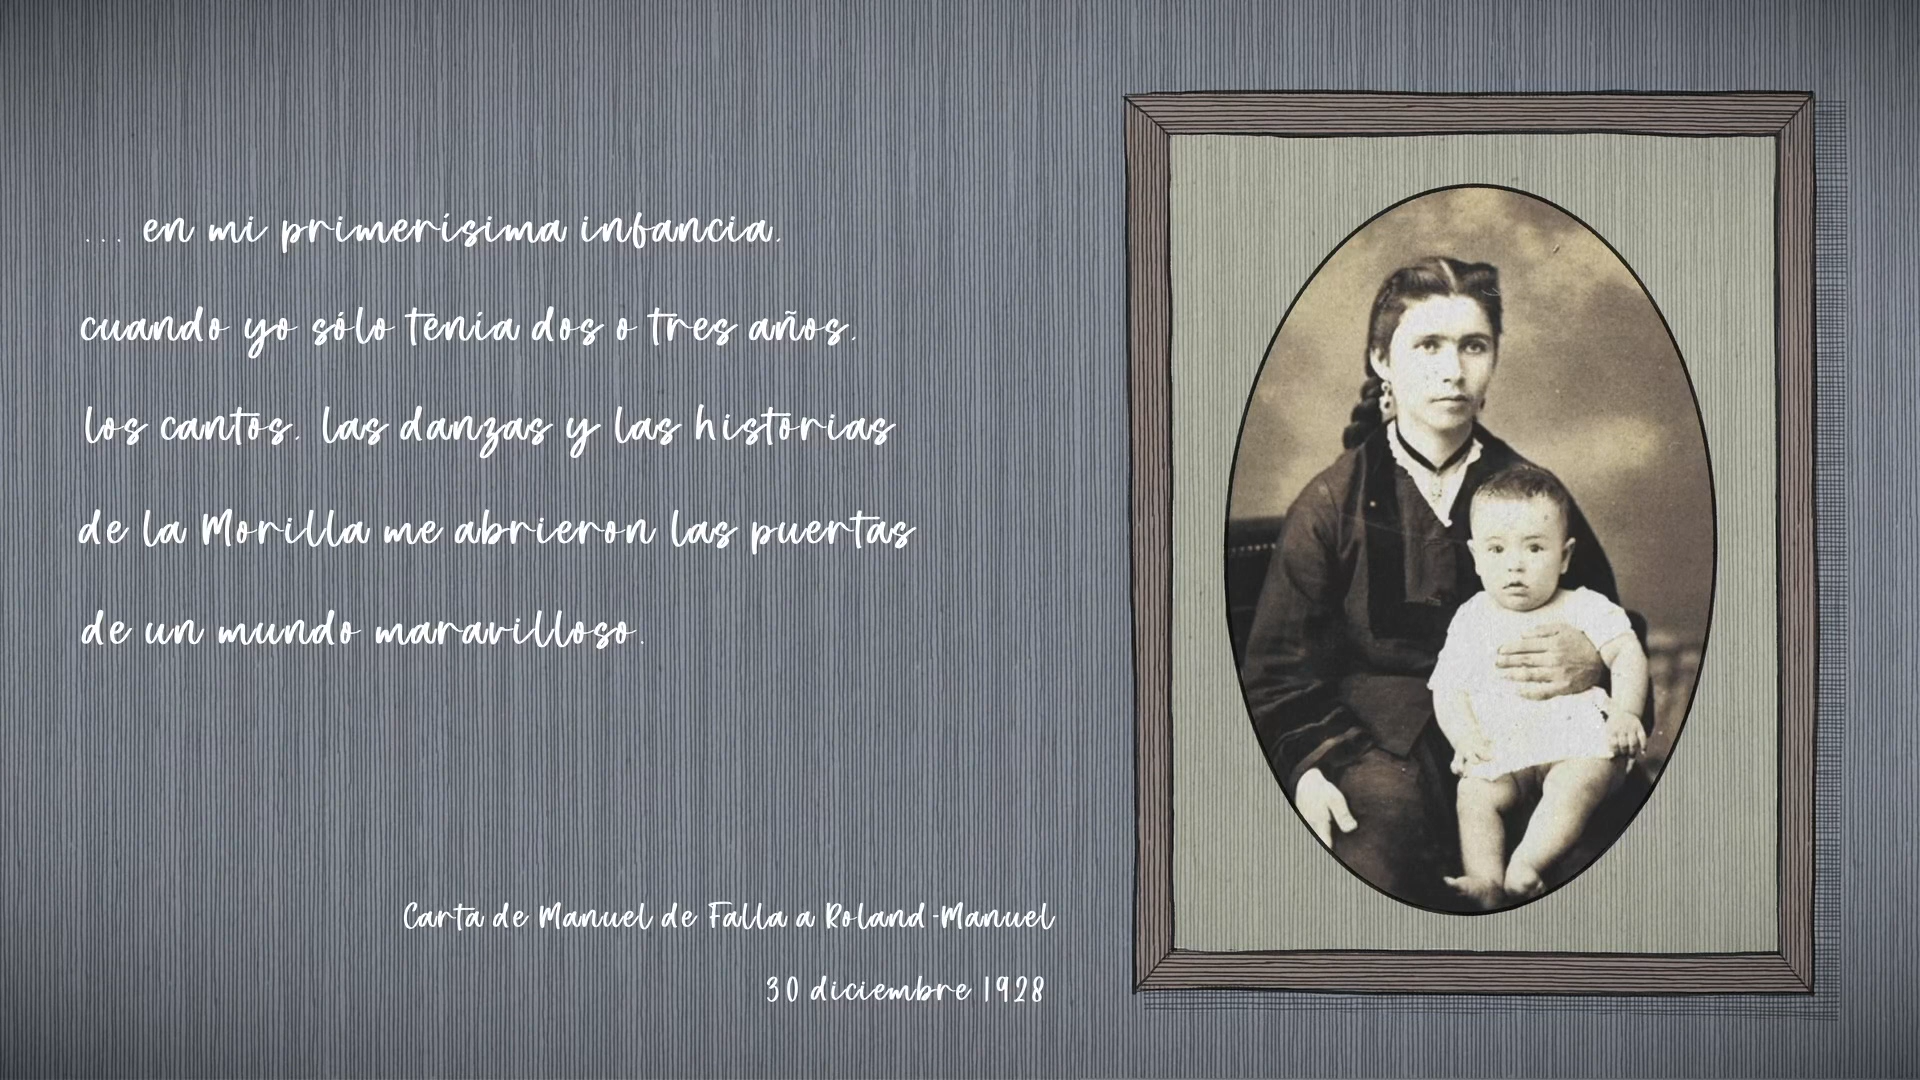 ... en mi primerísima infancia,
cuando yo sólo tenía dos o tres años,
los cantos, las danzas y las historias
de la Morilla me abrieron las puertas
de un mundo maravilloso.
Carta de Manuel de Falla a Roland-Manuel
30 diciembre 1928